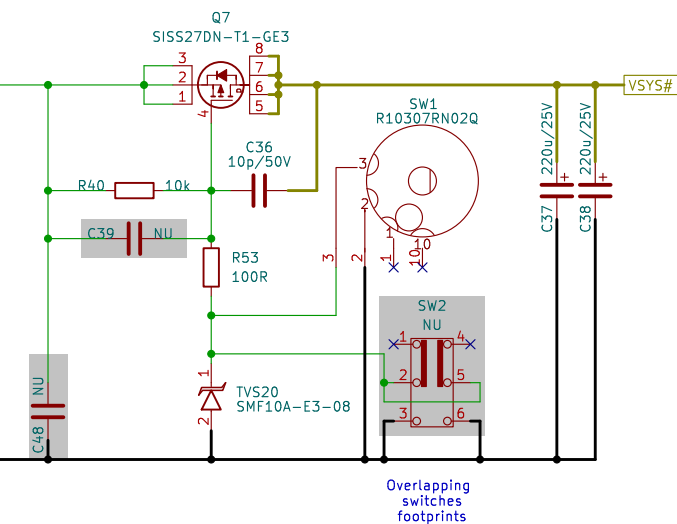 Q7
SISS27DN-T1-GE3
8
3
7
2
6
1
5
4
VSYS#
SW1
R10307RN02Q
220u/25V
220u/25V
C36
10p/50V
3
R40
10k
+
+
2
C37
C38
C39
NU
1
10
R53
100R
3
2
1
10
SW2
NU
1
4
1
2
5
NU
TVS20
SMF10A-E3-08
2
3
6
C48
Overlapping
switches
footprints